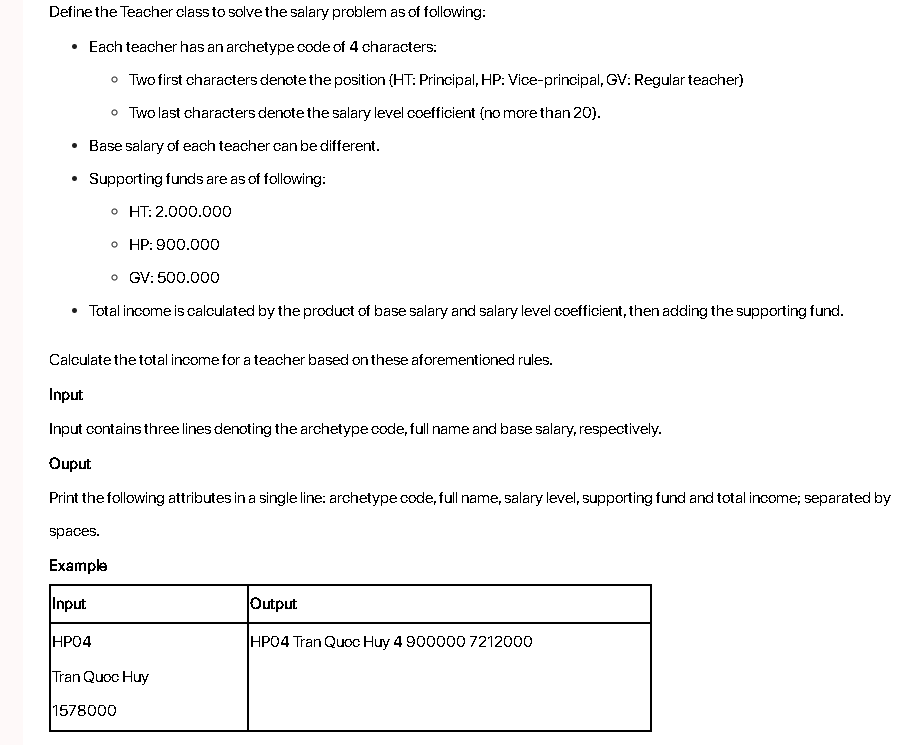 Define the Teacher class to solve the salary problem as of following:
Each teacher has an archetype code of 4 characters:
Two first characters denote the position (HT: Principal, HP: Vice-principal, GV: Regular teacher)
Two last characters denote the salary level coefficient (no more than 20).
Base salary of each teacher can be different.
Supporting funds are as of following:
HT: 2.000.000
HP: 900.000
GV: 500.000
Total income is calculated by the product of base salary and salary level coefficient, then adding the supporting fund.
Calculate the total income for a teacher based on these aforementioned rules.
Input
Input contains three lines denoting the archetype code, full name and base salary, respectively.
Ouput
Print the following attributes in a single line: archetype code, full name, salary level, supporting fund and total income; separated by
spaces.
Example
Input Output
HP04 HP04 Tran Quoc Huy 4 900000 7212000
Tran Quoc Huy
1578000